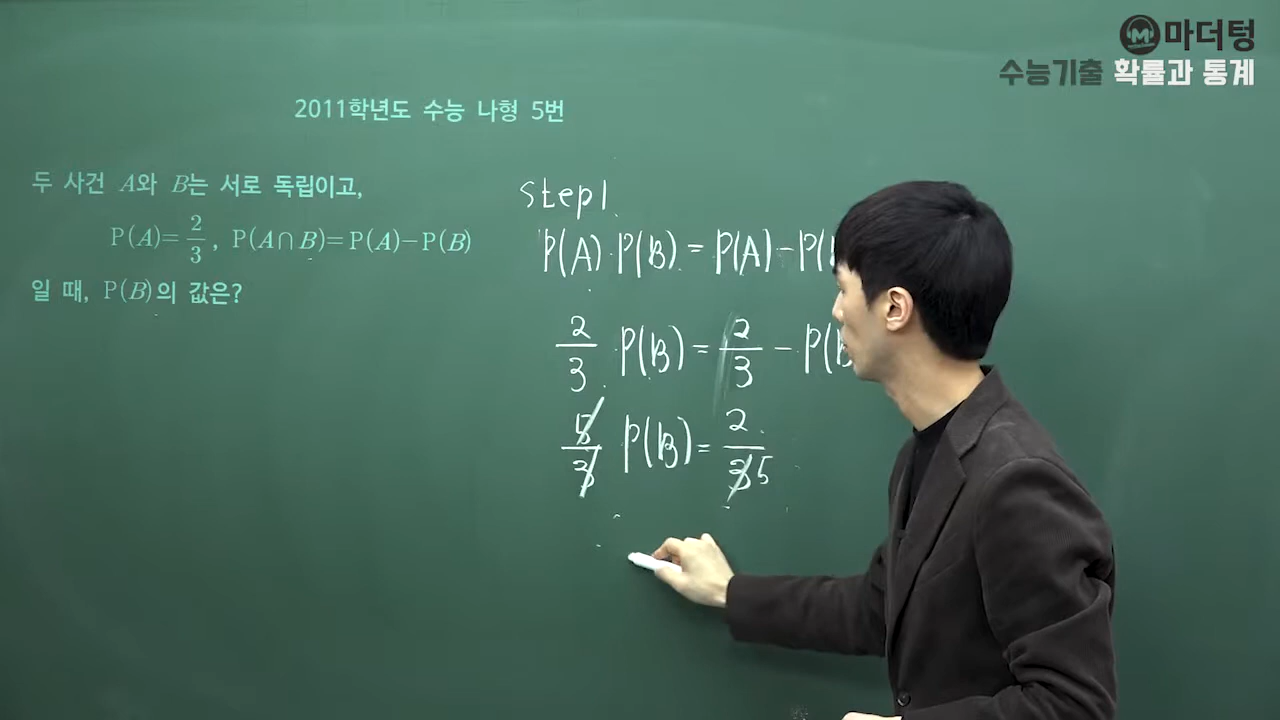 마더텅
수능기출 확률과 통계
2011학년도 수능 나형 5번
두 사건 A와 B는 서로 독립이고,
P(A)=2/3, P(A∩B)=P(A)-P(B)
일 때, P(B)의 값은?
step1.
P(A)·P(B)=P(A)-P(B
2/3 P(B)=2/3-P(B
5/3 P(B)=2/3 5